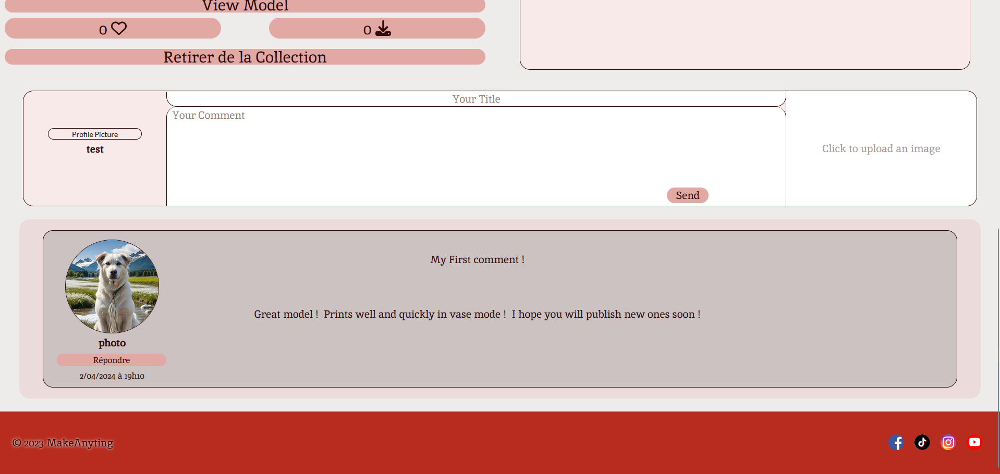 View Model
0
0
Retirer de la Collection
Your Title
Your Comment
Profile Picture
test
Click to upload an image
Send
My First comment !
Great model !  Prints well and quickly in vase mode !  I hope you will publish new ones soon !
photo
Répondre
2/04/2024 à 19h10
© 2023 MakeAnyting